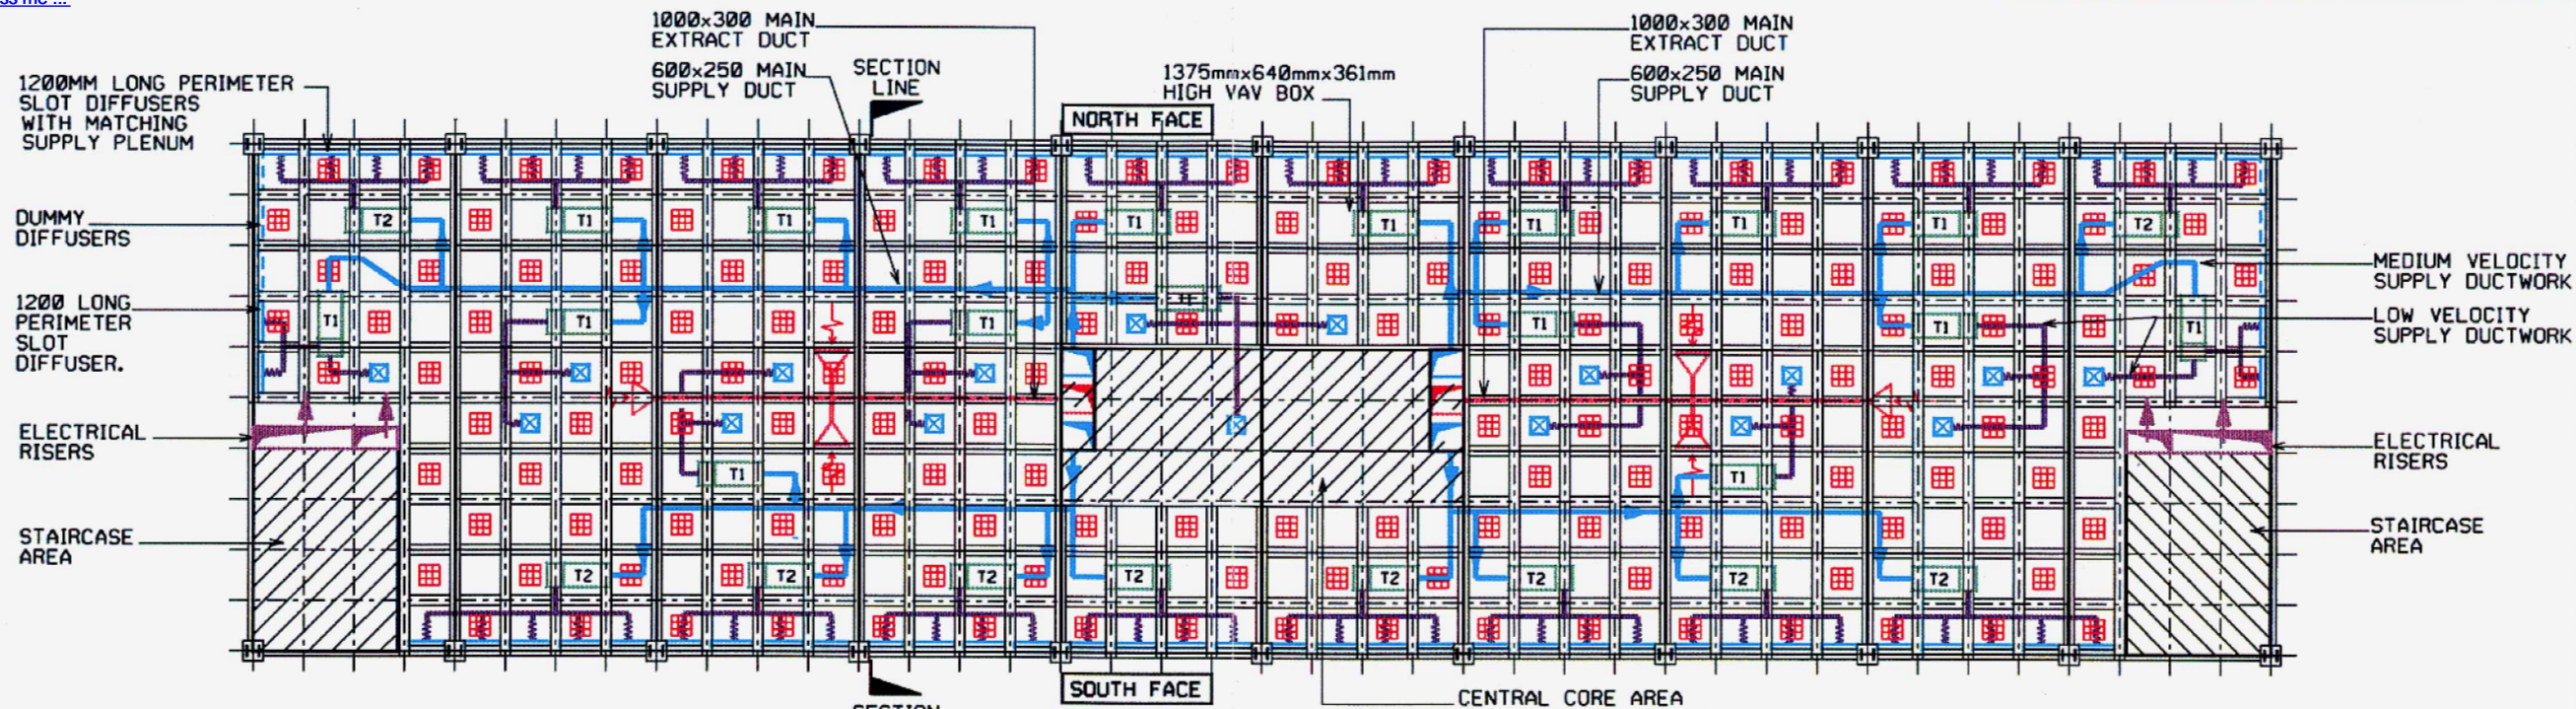 1000x300 MAIN
EXTRACT DUCT
600x250 MAIN
SUPPLY DUCT
SECTION
LINE
1375mmx640mmx361mm
HIGH VAV BOX
1000x300 MAIN
EXTRACT DUCT
600x250 MAIN
SUPPLY DUCT
1200MM LONG PERIMETER
SLOT DIFFUSERS
WITH MATCHING
SUPPLY PLENUM
NORTH FACE
DUMMY
DIFFUSERS
T2
T1
T1
T1
T1
T1
T1
T1
T1
T2
MEDIUM VELOCITY
SUPPLY DUCTWORK
1200 LONG
PERIMETER
SLOT
DIFFUSER.
T1
T1
T1
T1
T1
T1
LOW VELOCITY
SUPPLY DUCTWORK
ELECTRICAL
RISERS
T1
T1
ELECTRICAL
RISERS
STAIRCASE
AREA
STAIRCASE
AREA
T2
T2
T2
T2
T2
T2
T2
T2
SOUTH FACE
CENTRAL CORE AREA
SECTION